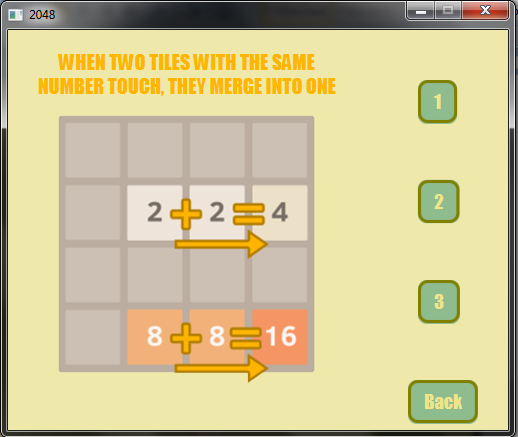 2048
WHEN TWO TILES WITH THE SAME
NUMBER TOUCH, THEY MERGE INTO ONE
1
2 + 2 = 4
2
3
8 + 8 = 16
Back